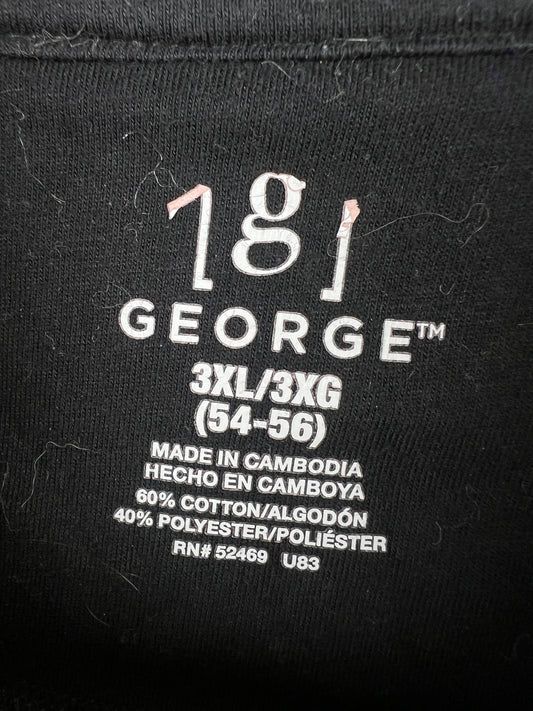 [g]
GEORGE™
3XL/3XG
(54-56)
MADE IN CAMBODIA
HECHO EN CAMBOYA
60% COTTON/ALGODÓN
40% POLYESTER/POLIÉSTER
RN# 52469 U83